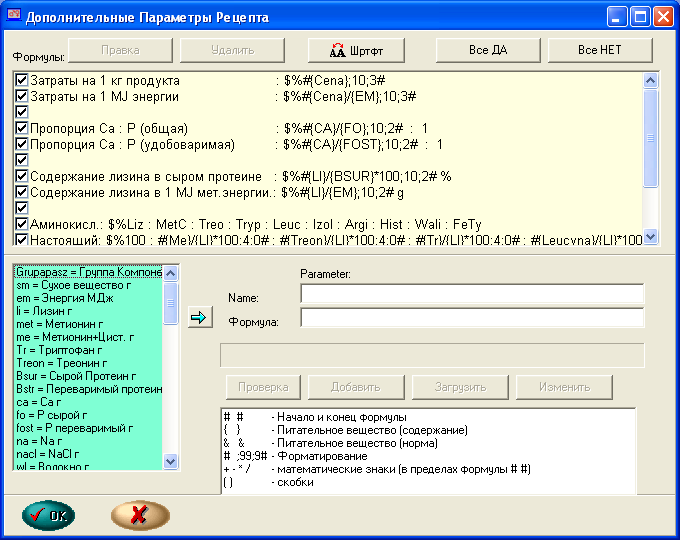 Дополнительные Параметры Рецепта
Формулы:
Правка
Удалить
Шртфт
Все ДА
Все НЕТ
Затраты на 1 кг продукта : $%#{Cena};10;3#
Затраты на 1 MJ энергии : $%#{Cena}/{EM};10;3#
Пропорция Ca : P (общая) : $%#{CA}/{FO};10;2# : 1
Пропорция Ca : P (удобоваримая) : $%#{CA}/{FOST};10;2# : 1
Содержание лизина в сыром протеине : $%#{LI}/{BSUR}*100;10;2# %
Содержание лизина в 1 MJ мет.энергии.: $%#{LI}/{EM};10;2# g
Аминокисл.: $%Liz : MetC : Treo : Tryp : Leuc : Izol : Argi : Hist : Wali : FeTy
Настоящий: $%100 : #{Me}/{LI}*100;4;0# : #{Treon}/{LI}*100;4;0# : #{Tr}/{LI}*100;4;0# : #{Leucyna}/{LI}*100
Grupapasz = Группа Компоне
sm = Сухое вещество г
em = Энергия МДж
li = Лизин г
met = Метионин г
me = Метионин+Цист. г
Tr = Триптофан г
Treon = Треонин г
Bsur = Сырой Протеин г
Bstr = Переваримый протеин
ca = Ca г
fo = P сырой г
fost = P переваримый г
na = Na г
nacl = NaCl г
wl = Волокно г
Parameter:
Name:
Формула:
Проверка
Добавить
Загрузить
Изменить
# # - Начало и конец формулы
{ } - Питательное вещество (содержание)
& & - Питательное вещество (норма)
# ;99;9# - Форматирование
+ - * / - математические знаки (в пределах формулы # #)
( ) - скобки
OK